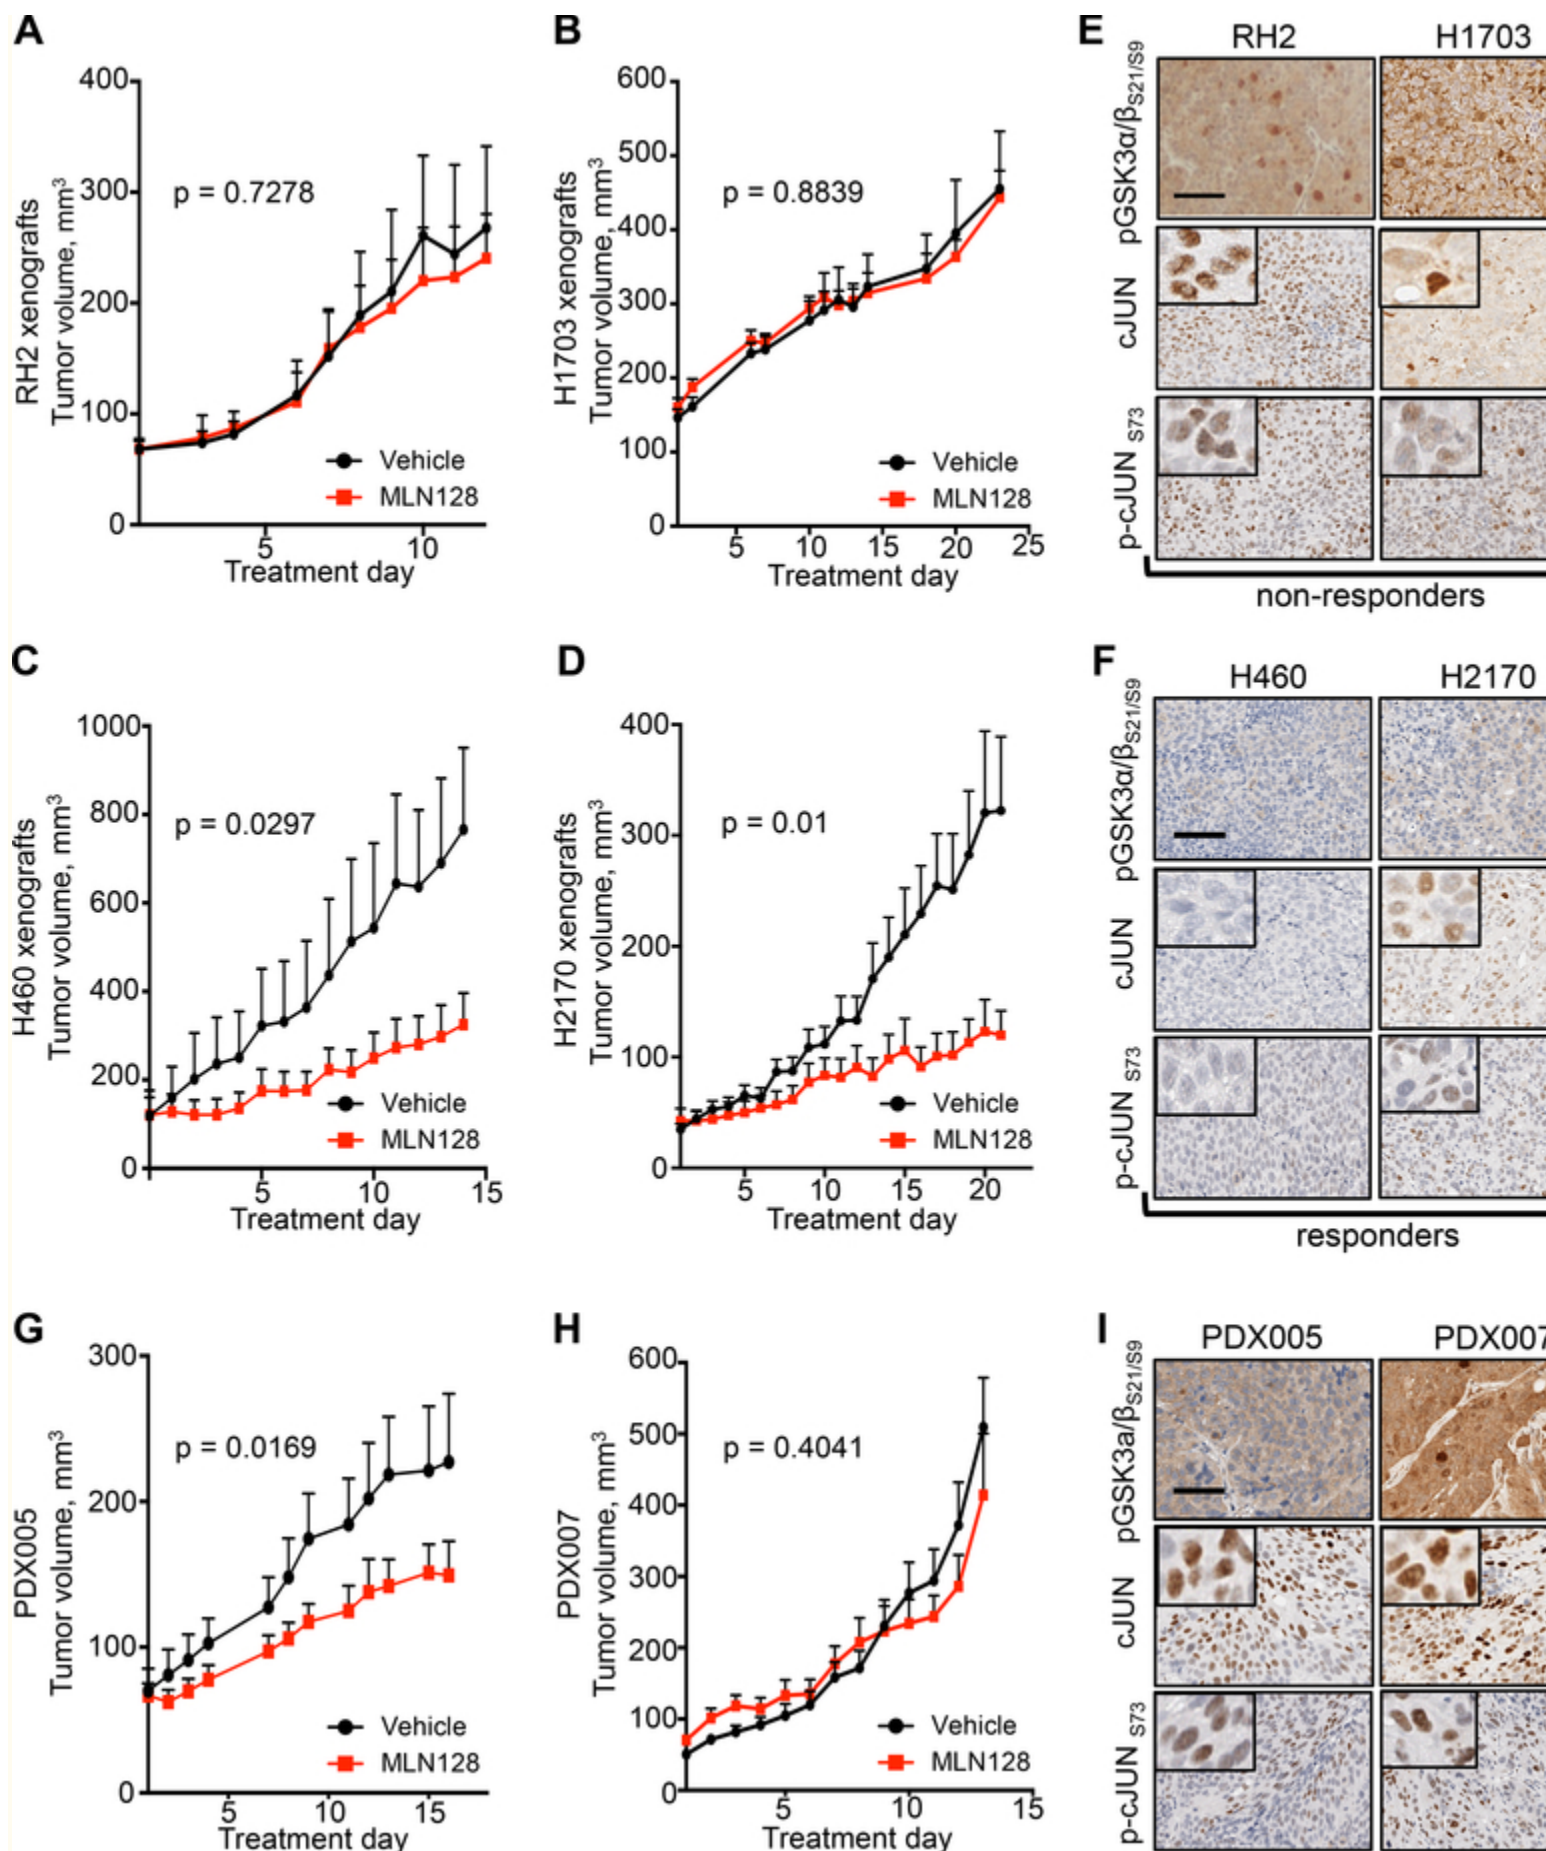 A
RH2 xenografts
Tumor volume, mm³
400
300
200
100
0
p = 0.7278
Vehicle
MLN128
5
10
Treatment day
B
H1703 xenografts
Tumor volume, mm³
600
500
400
300
200
100
0
p = 0.8839
Vehicle
MLN128
5
10
15
20
25
Treatment day
E
RH2
H1703
pGSK3α/βS21/S9
cJUN
p-cJUN S73
non-responders
C
H460 xenografts
Tumor volume, mm³
1000
800
600
400
200
0
p = 0.0297
Vehicle
MLN128
5
10
15
Treatment day
D
H2170 xenografts
Tumor volume, mm³
400
300
200
100
0
p = 0.01
Vehicle
MLN128
5
10
15
20
Treatment day
F
H460
H2170
pGSK3α/βS21/S9
cJUN
p-cJUN S73
responders
G
PDX005
Tumor volume, mm³
300
200
100
0
p = 0.0169
Vehicle
MLN128
5
10
15
Treatment day
H
PDX007
Tumor volume, mm³
600
500
400
300
200
100
0
p = 0.4041
Vehicle
MLN128
5
10
15
Treatment day
I
PDX005
PDX007
pGSK3a/βS21/S9
cJUN
p-cJUN S73